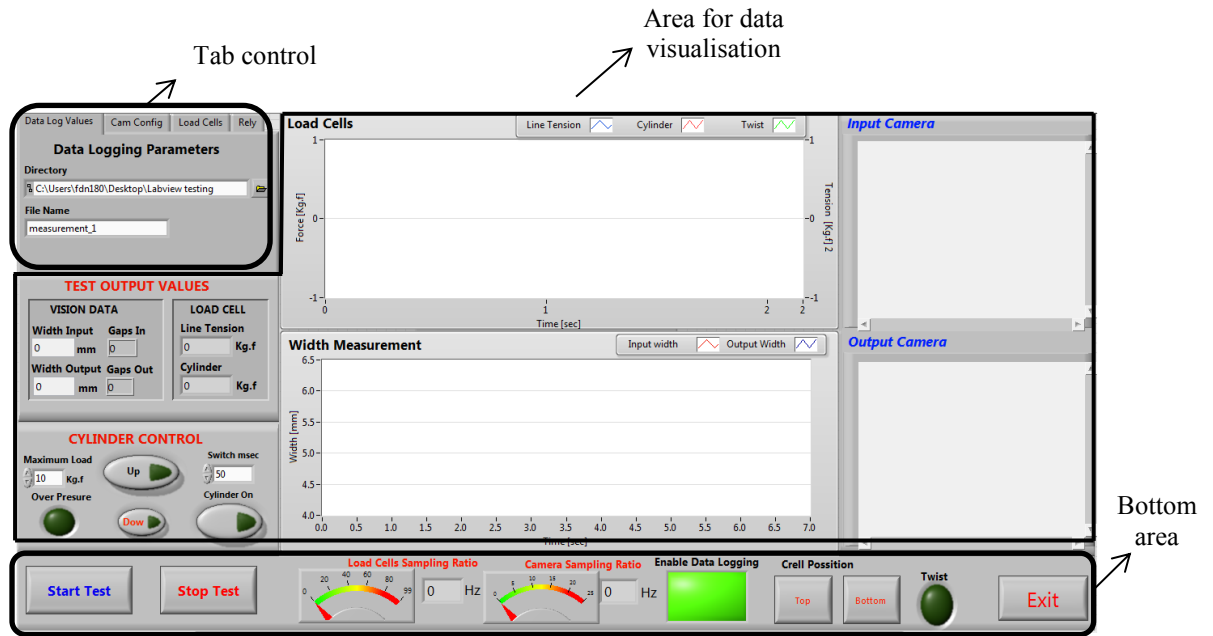 Area for data
visualisation
Tab control
Data Log Values Cam Config Load Cells Rely
Data Logging Parameters
Directory
C:\Users\fdn180\Desktop\Labview testing
File Name
measurement_1
Load Cells
Line Tension Cylinder Twist
1 1
Force [Kg.f] 0 0 Tension [Kg.f] 2
-1 -1
0 1 2 2
Time [sec]
Input Camera
TEST OUTPUT VALUES
VISION DATA
Width Input Gaps In
0 mm 0
Width Output Gaps Out
0 mm 0
LOAD CELL
Line Tension
0 Kg.f
Cylinder
0 Kg.f
Width Measurement
Input width Output Width
6.5
6.0
5.5
Width [mm]
5.0
4.5
4.0
0.0 0.5 1.0 1.5 2.0 2.5 3.0 3.5 4.0 4.5 5.0 5.5 6.0 6.5 7.0
Time [sec]
Output Camera
CYLINDER CONTROL
Maximum Load
10 Kg.f
Up
Switch msec
50
Over Presure
Dow
Cylinder On
Bottom
area
Start Test
Stop Test
Load Cells Sampling Ratio
0 20 40 60 80 99
0 Hz
Camera Sampling Ratio
0 5 10 15 20 25
0 Hz
Enable Data Logging
Crell Possition
Top
Bottom
Twist
Exit